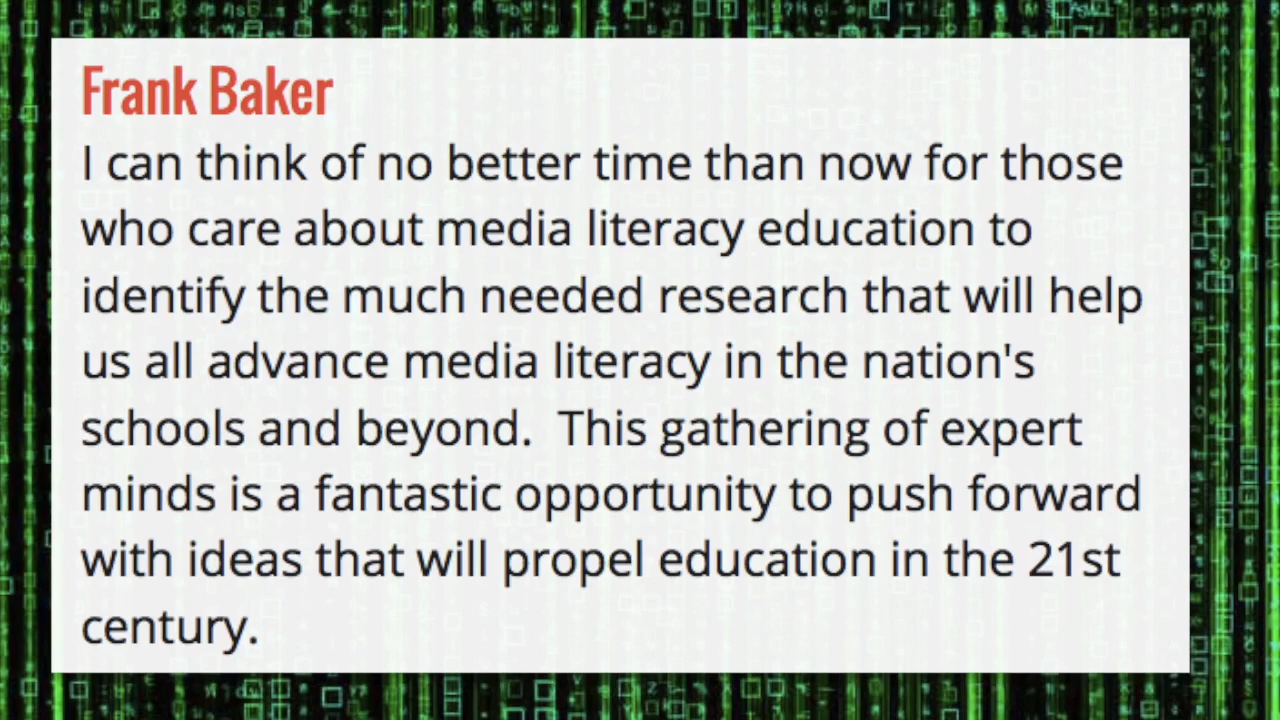 Frank Baker
I can think of no better time than now for those
who care about media literacy education to
identify the much needed research that will help
us all advance media literacy in the nation's
schools and beyond.  This gathering of expert
minds is a fantastic opportunity to push forward
with ideas that will propel education in the 21st
century.